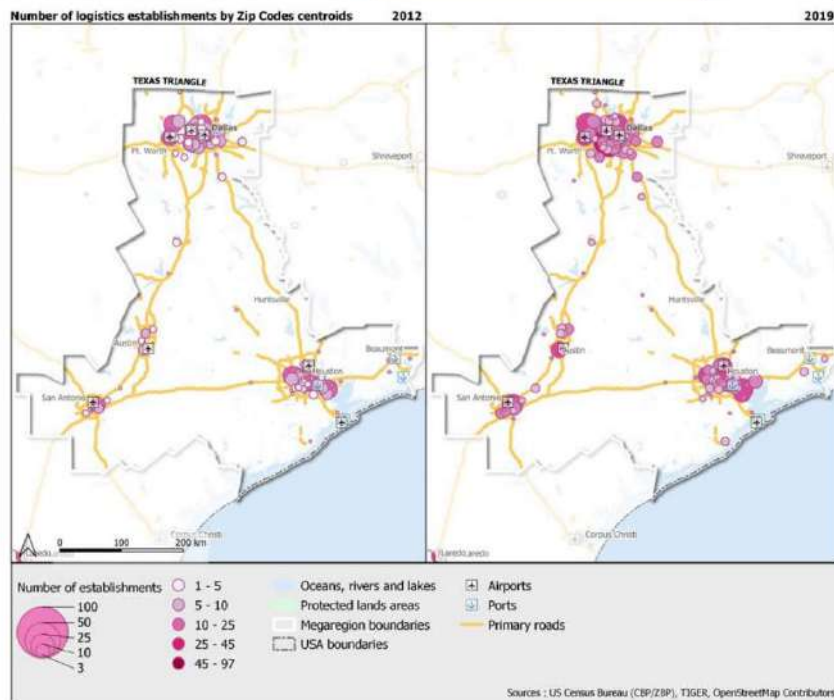 Number of logistics establishments by Zip Codes centroids 2012
2019
TEXAS TRIANGLE
Dallas
Ft. Worth
Shreveport
Huntsville
Austin
Beaumont
Houston
San Antonio
Corpus Christi
Laredo
0 100 200 km
TEXAS TRIANGLE
Dallas
Ft. Worth
Shreveport
Huntsville
Austin
Beaumont
Houston
San Antonio
Corpus Christi
Laredo
Number of establishments
100
50
25
10
3
1 - 5
5 - 10
10 - 25
25 - 45
45 - 97
Oceans, rivers and lakes
Protected lands areas
Megaregion boundaries
USA boundaries
Airports
Ports
Primary roads
Sources : US Census Bureau (CBP/ZBP), TIGER, OpenStreetMap Contributors